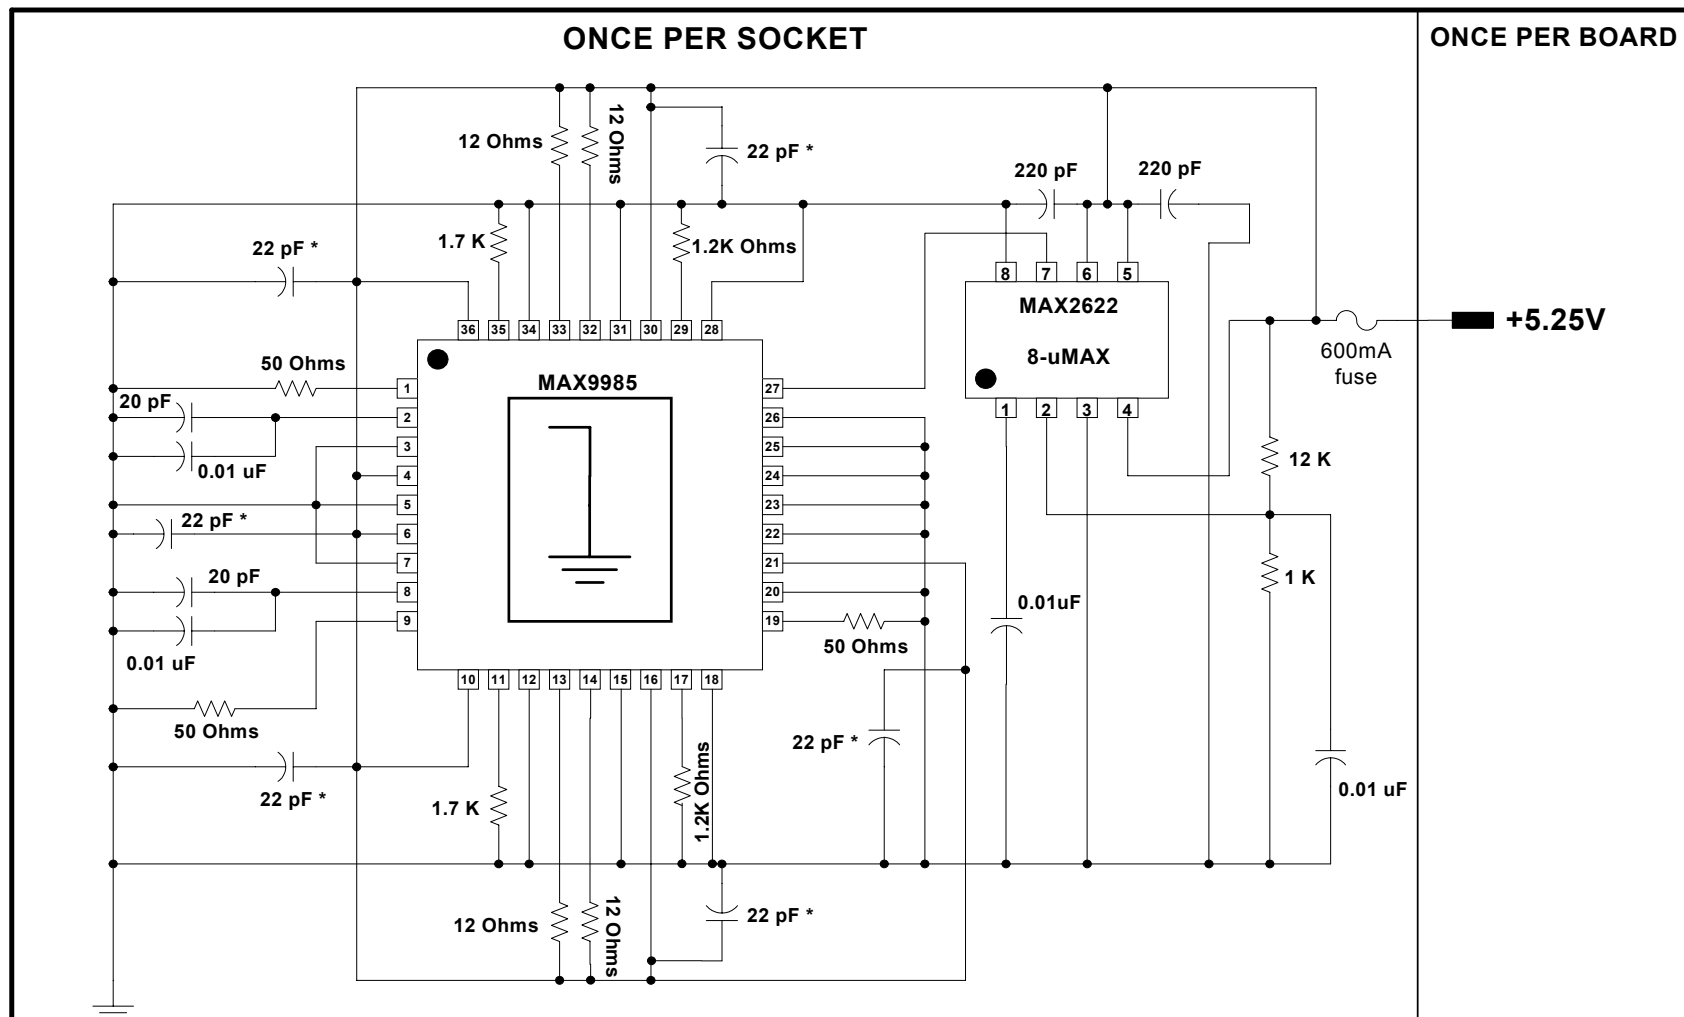 ONCE PER SOCKET
ONCE PER BOARD
12 Ohms
12 Ohms
22 pF *
220 pF
220 pF
22 pF *
1.7 K
1.2K Ohms
36 35 34 33 32 31 30 29 28
8 7 6 5
MAX2622
8-uMAX
1 2 3 4
+5.25V
600mA
fuse
50 Ohms
20 pF
0.01 uF
22 pF *
20 pF
0.01 uF
50 Ohms
22 pF *
MAX9985
1
2
3
4
5
6
7
8
9
27
26
25
24
23
22
21
20
19
10 11 12 13 14 15 16 17 18
12 K
1 K
0.01uF
50 Ohms
22 pF *
0.01 uF
1.7 K
1.2K Ohms
12 Ohms
12 Ohms
22 pF *